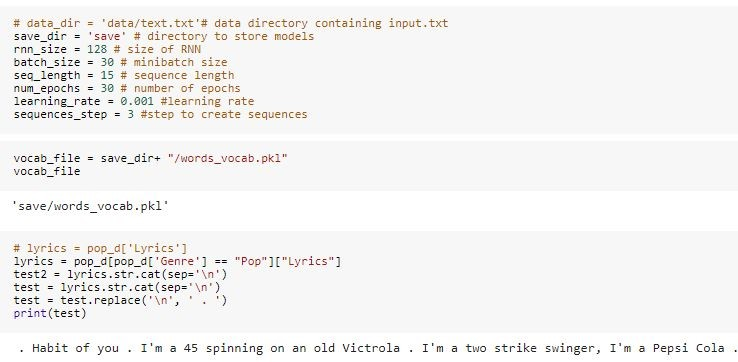 # data_dir = 'data/text.txt'# data directory containing input.txt
save_dir = 'save' # directory to store models
rnn_size = 128 # size of RNN
batch_size = 30 # minibatch size
seq_length = 15 # sequence length
num_epochs = 30 # number of epochs
learning_rate = 0.001 #learning rate
sequences_step = 3 #step to create sequences
vocab_file = save_dir+ "/words_vocab.pkl"
vocab_file
'save/words_vocab.pkl'
# lyrics = pop_d['Lyrics']
lyrics = pop_d[pop_d['Genre'] == "Pop"]["Lyrics"]
test2 = lyrics.str.cat(sep='\n')
test = lyrics.str.cat(sep='\n')
test = test.replace('\n', ' . ')
print(test)
. Habit of you . I'm a 45 spinning on an old Victrola . I'm a two strike swinger, I'm a Pepsi Cola .